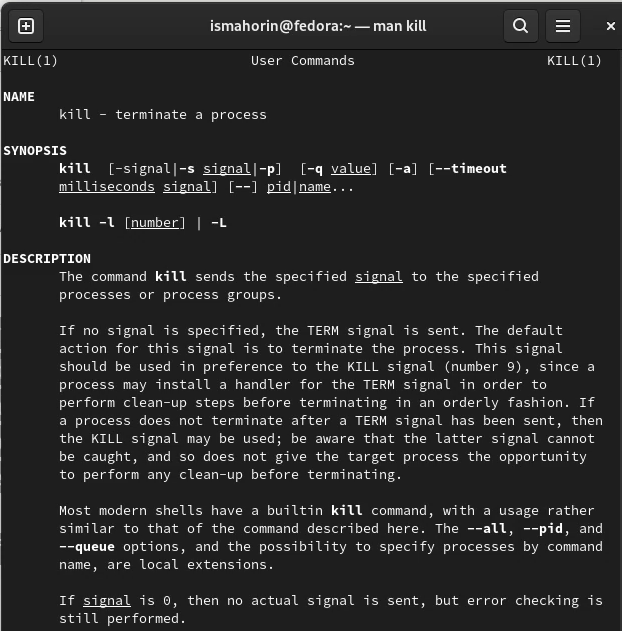 ismahorin@fedora:~ — man kill
KILL(1) User Commands KILL(1)
NAME
kill - terminate a process
SYNOPSIS
kill [-signal|-s signal|-p] [-q value] [-a] [--timeout
milliseconds signal] [--] pid|name...
kill -l [number] | -L
DESCRIPTION
The command kill sends the specified signal to the specified
processes or process groups.
If no signal is specified, the TERM signal is sent. The default
action for this signal is to terminate the process. This signal
should be used in preference to the KILL signal (number 9), since a
process may install a handler for the TERM signal in order to
perform clean-up steps before terminating in an orderly fashion. If
a process does not terminate after a TERM signal has been sent, then
the KILL signal may be used; be aware that the latter signal cannot
be caught, and so does not give the target process the opportunity
to perform any clean-up before terminating.
Most modern shells have a builtin kill command, with a usage rather
similar to that of the command described here. The --all, --pid, and
--queue options, and the possibility to specify processes by command
name, are local extensions.
If signal is 0, then no actual signal is sent, but error checking is
still performed.